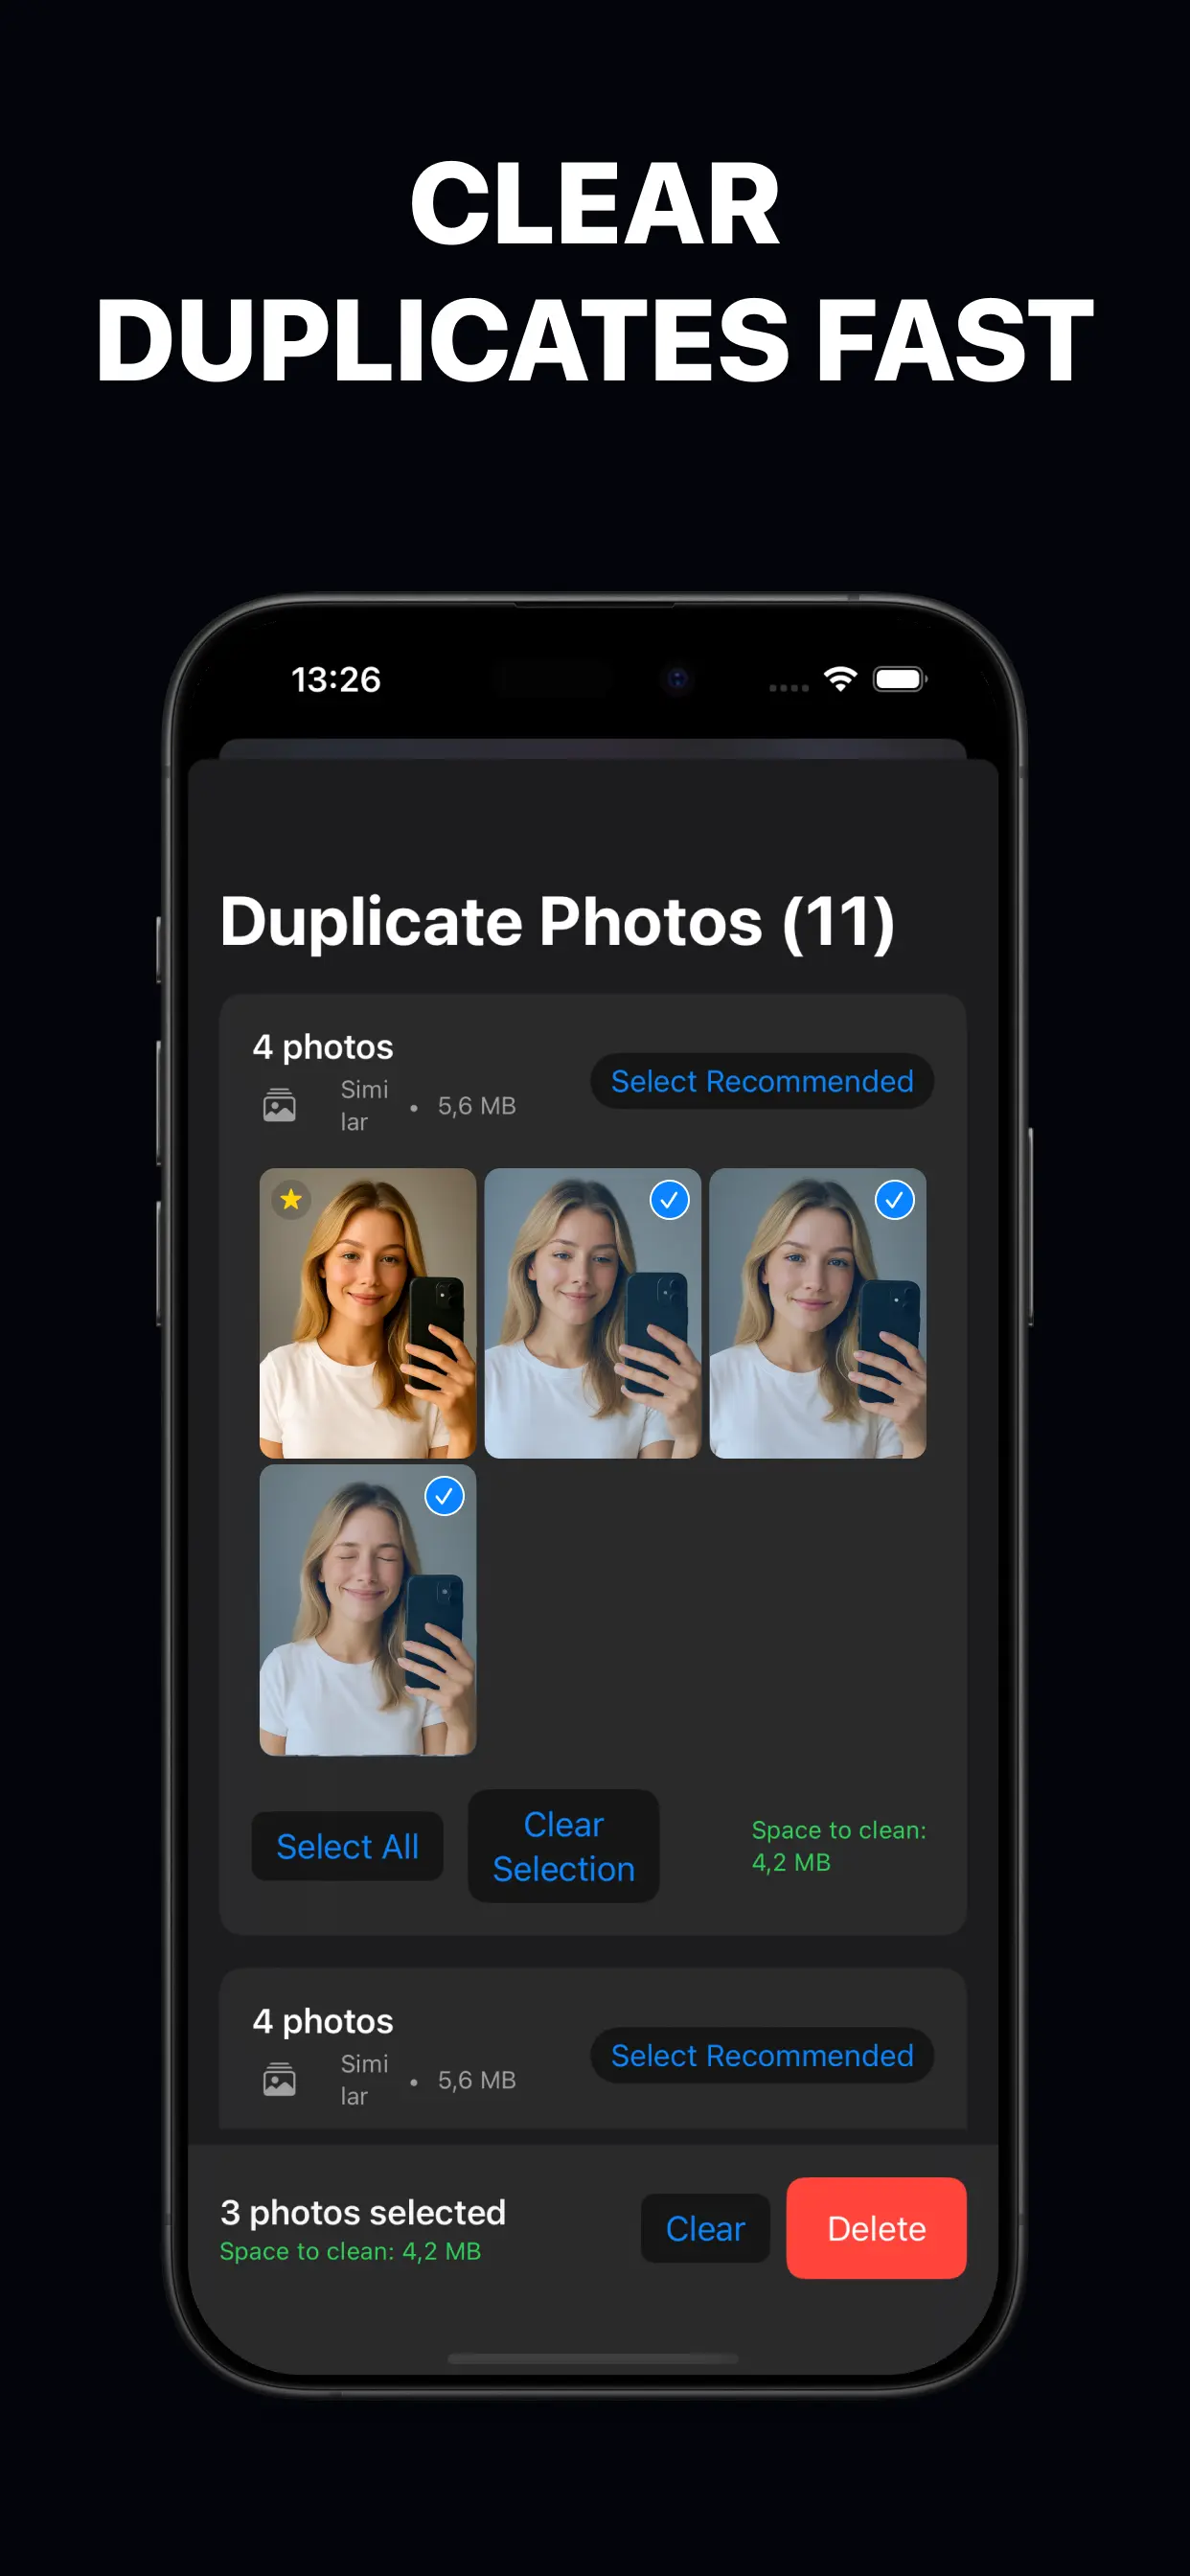 CLEAR
DUPLICATES FAST
13:26
Duplicate Photos (11)
4 photos
Select Recommended
Simi
lar
• 5,6 MB
Select All
Clear
Selection
Space to clean:
4,2 MB
4 photos
Select Recommended
Simi
lar
• 5,6 MB
3 photos selected
Space to clean: 4,2 MB
Clear
Delete